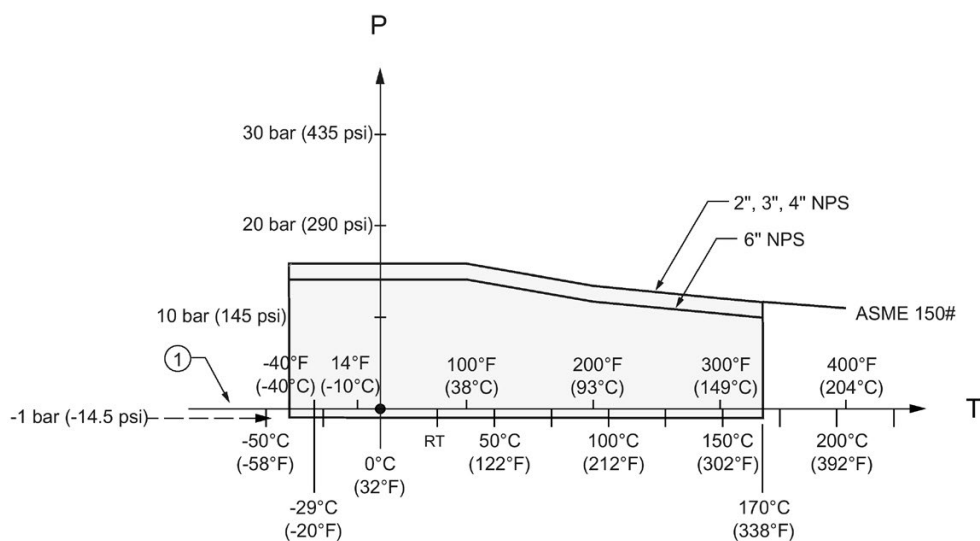 P
30 bar (435 psi)
20 bar (290 psi)
2", 3", 4" NPS
6" NPS
10 bar (145 psi)
ASME 150#
1
-40°F
(-40°C)
14°F
(-10°C)
100°F
(38°C)
200°F
(93°C)
300°F
(149°C)
400°F
(204°C)
-1 bar (-14.5 psi)
T
-50°C
(-58°F)
0°C
(32°F)
RT
50°C
(122°F)
100°C
(212°F)
150°C
(302°F)
200°C
(392°F)
-29°C
(-20°F)
170°C
(338°F)